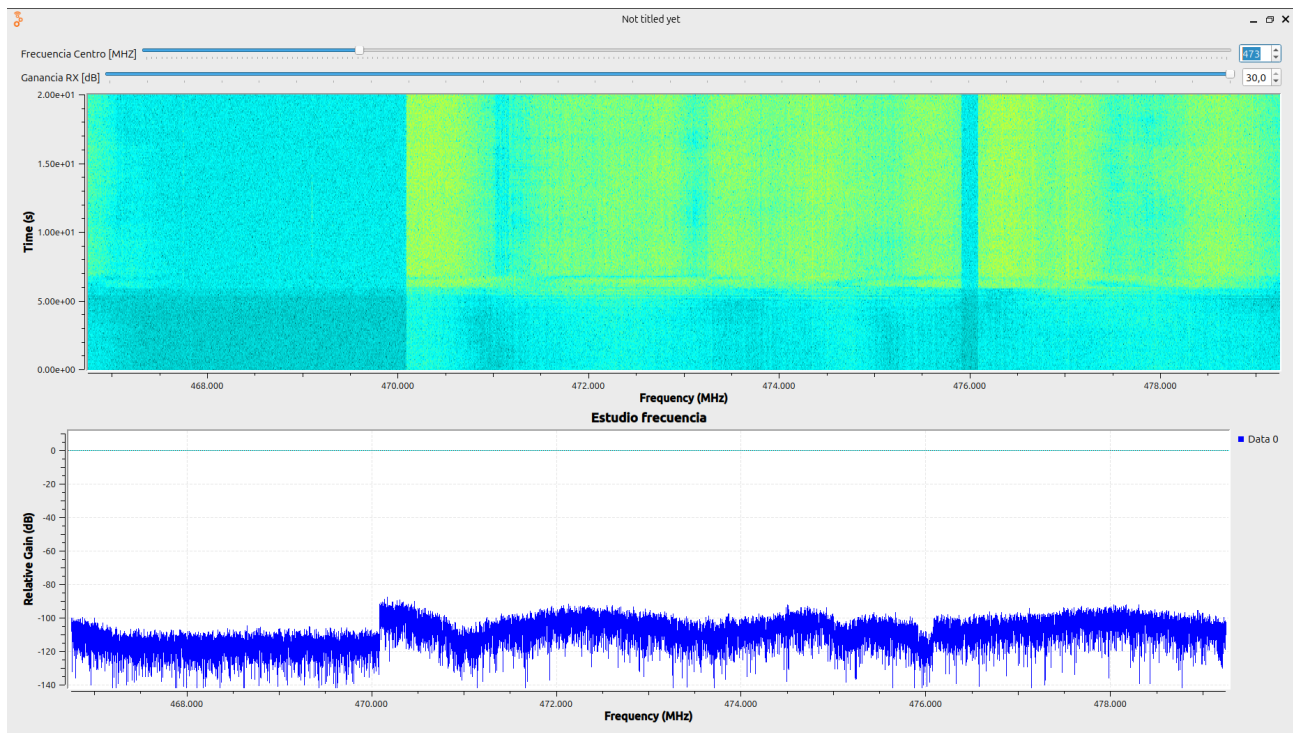 Not titled yet
Frecuencia Centro [MHZ] 473
Ganancia RX [dB] 30,0
2.00e+01
1.50e+01
1.00e+01
5.00e+00
0.00e+00
Time (s)
468.000 470.000 472.000 474.000 476.000 478.000
Frequency (MHz)
Estudio frecuencia
Data 0
0
-20
-40
-60
-80
-100
-120
-140
Relative Gain (dB)
468.000 470.000 472.000 474.000 476.000 478.000
Frequency (MHz)